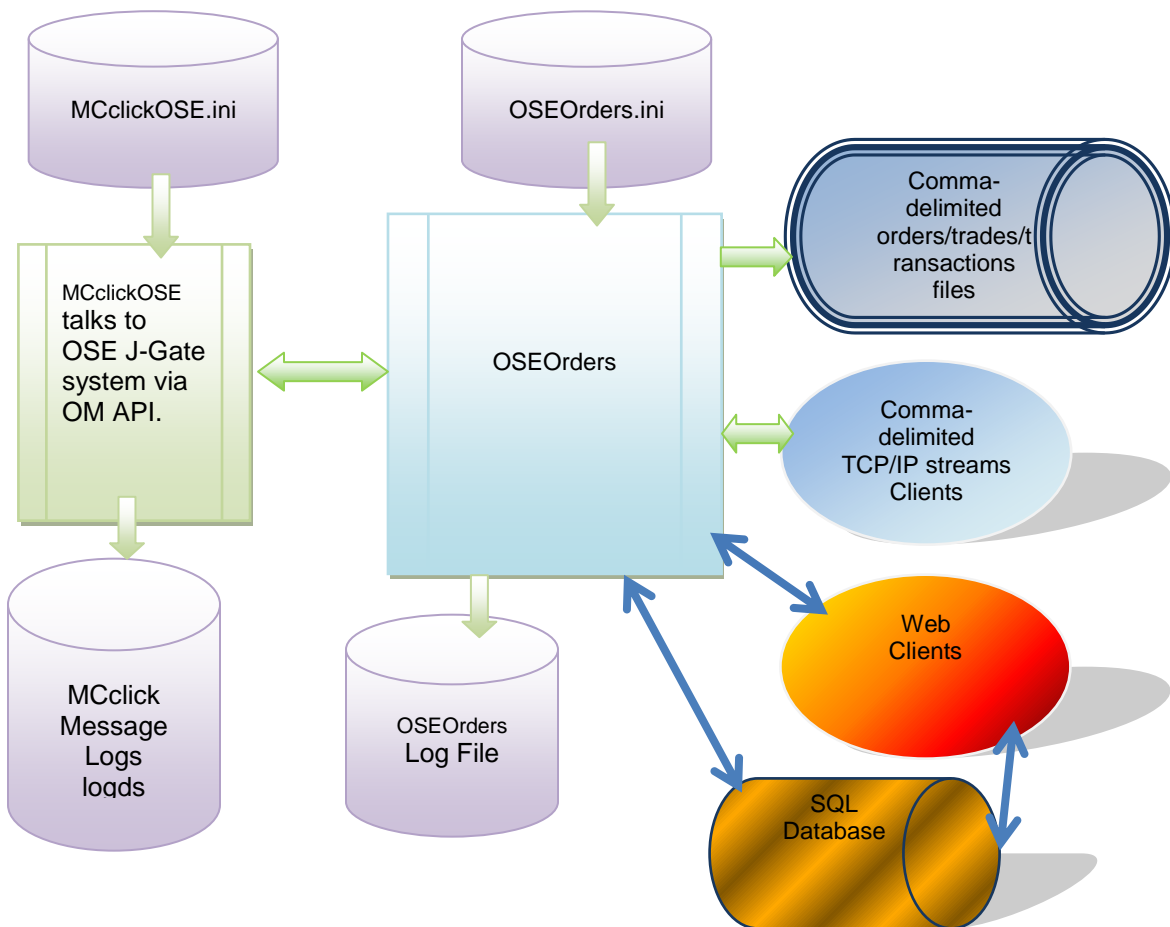 MCclickOSE.ini
OSEOrders.ini
Comma-
delimited
orders/trades/t
ransactions
files
MCclickOSE
talks to
OSE J-Gate
system via
OM API.
OSEOrders
Comma-
delimited
TCP/IP streams
Clients
Web
Clients
MCclick
Message
Logs
logds
OSEOrders
Log File
SQL
Database